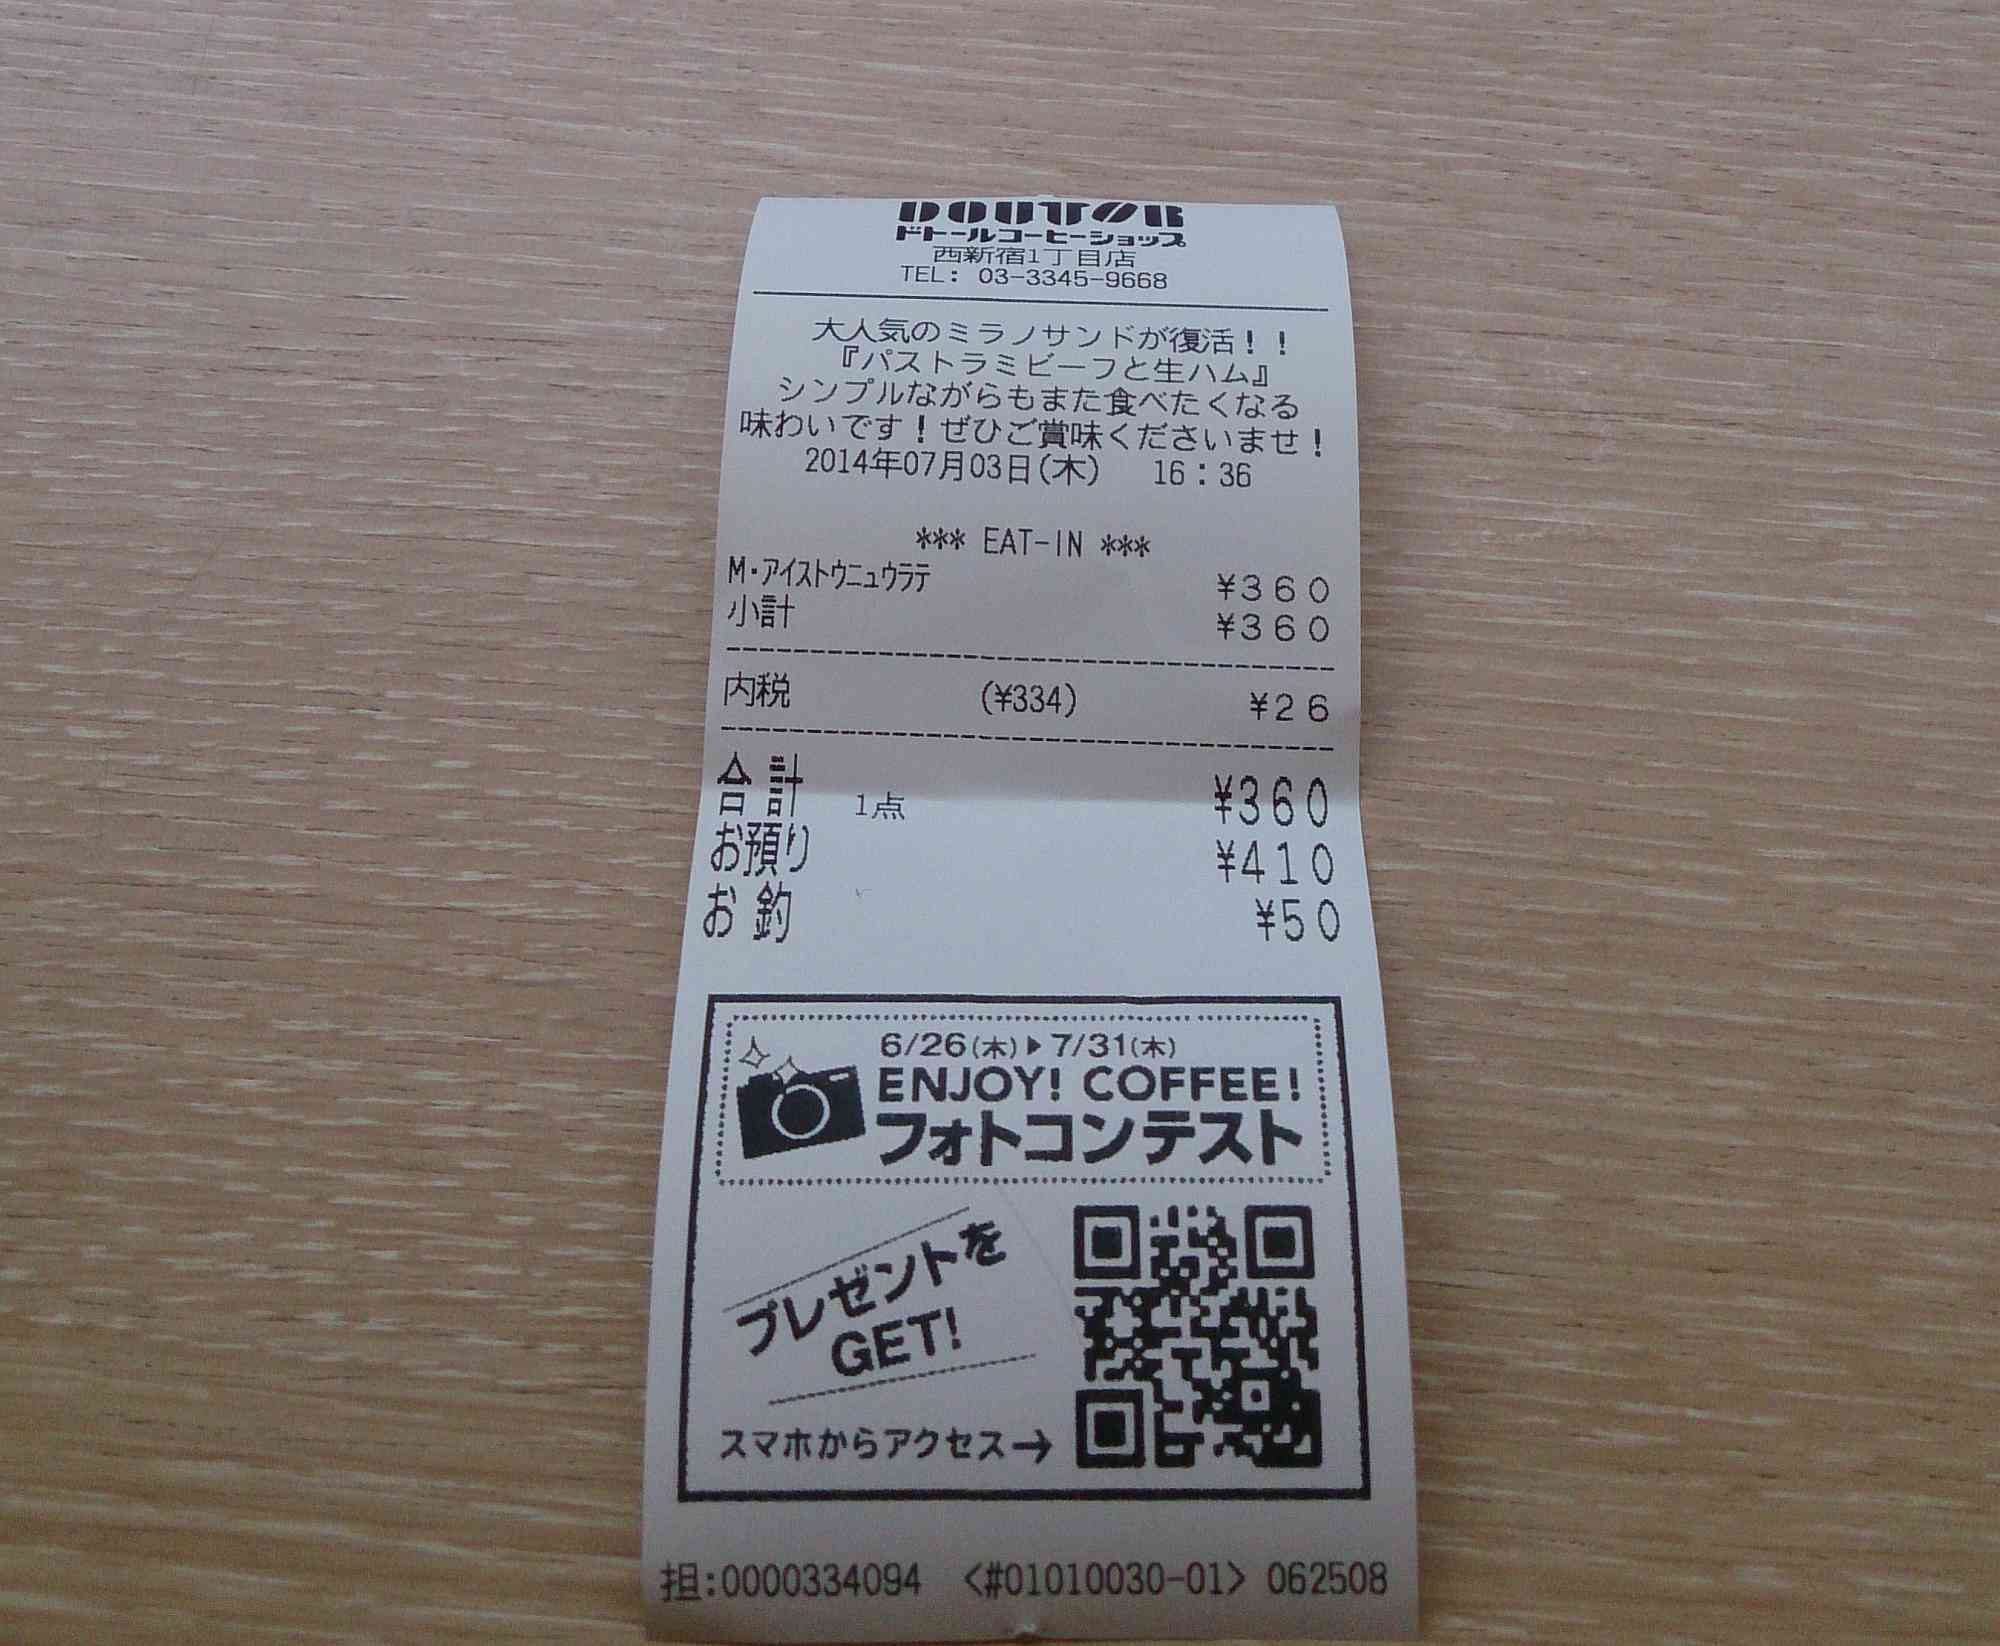 DOUTOR
ドトールコーヒーショップ
西新宿1丁目店
TEL: 03-3345-9668
大人気のミラノサンドが復活！！
『パストラミビーフと生ハム』
シンプルながらもまた食べたくなる
味わいです！ぜひご賞味くださいませ！
2014年07月03日(木) 16:36
*** EAT-IN ***
M・アイストウニュウラテ ¥360
小計 ¥360
内税 (¥334) ¥26
合計 1点 ¥360
お預り ¥410
お釣 ¥50
6/26(木)▶7/31(木)
ENJOY! COFFEE!
フォトコンテスト
プレゼントを
GET!
スマホからアクセス→
担:0000334094 <#01010030-01> 062508